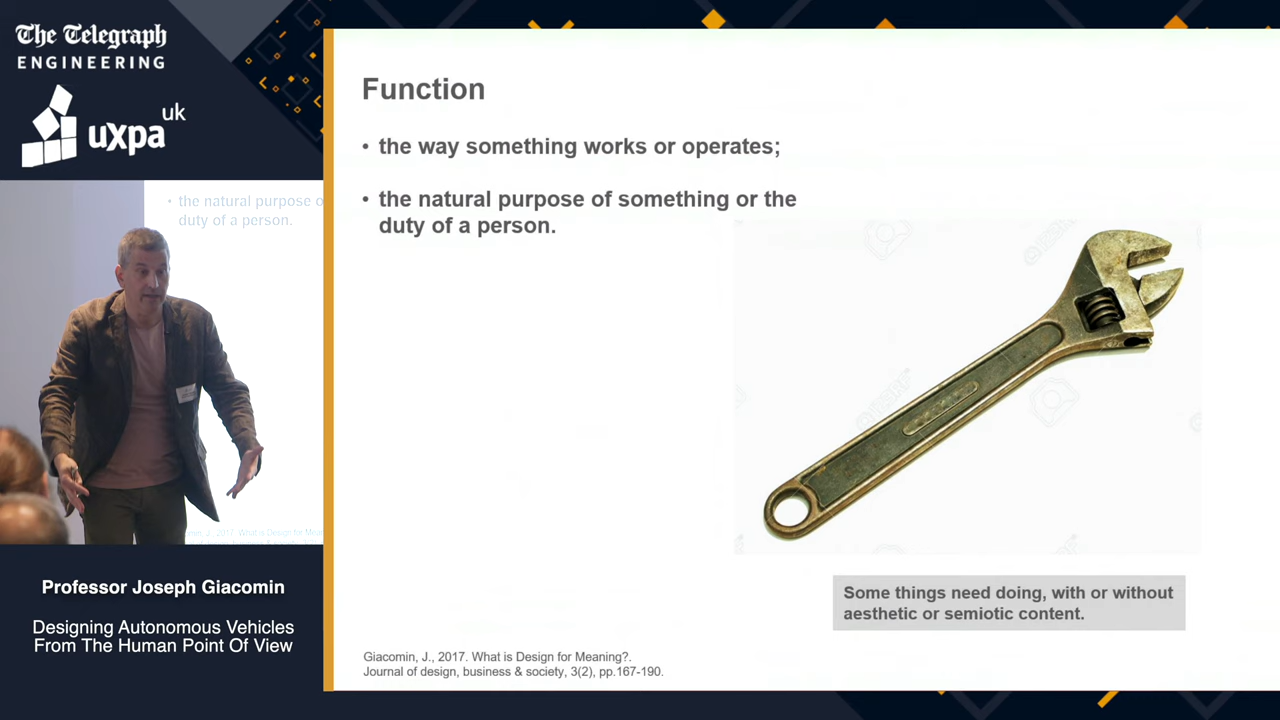 The Telegraph
ENGINEERING
uxpa uk
Function
• the way something works or operates;
• the natural purpose of something or the
duty of a person.
• the natural purpose o
duty of a person.
Some things need doing, with or without
aesthetic or semiotic content.
Professor Joseph Giacomin
Designing Autonomous Vehicles
From The Human Point Of View
Giacomin, J., 2017. What is Design for Meaning?.
Journal of design, business & society, 3(2), pp.167-190.